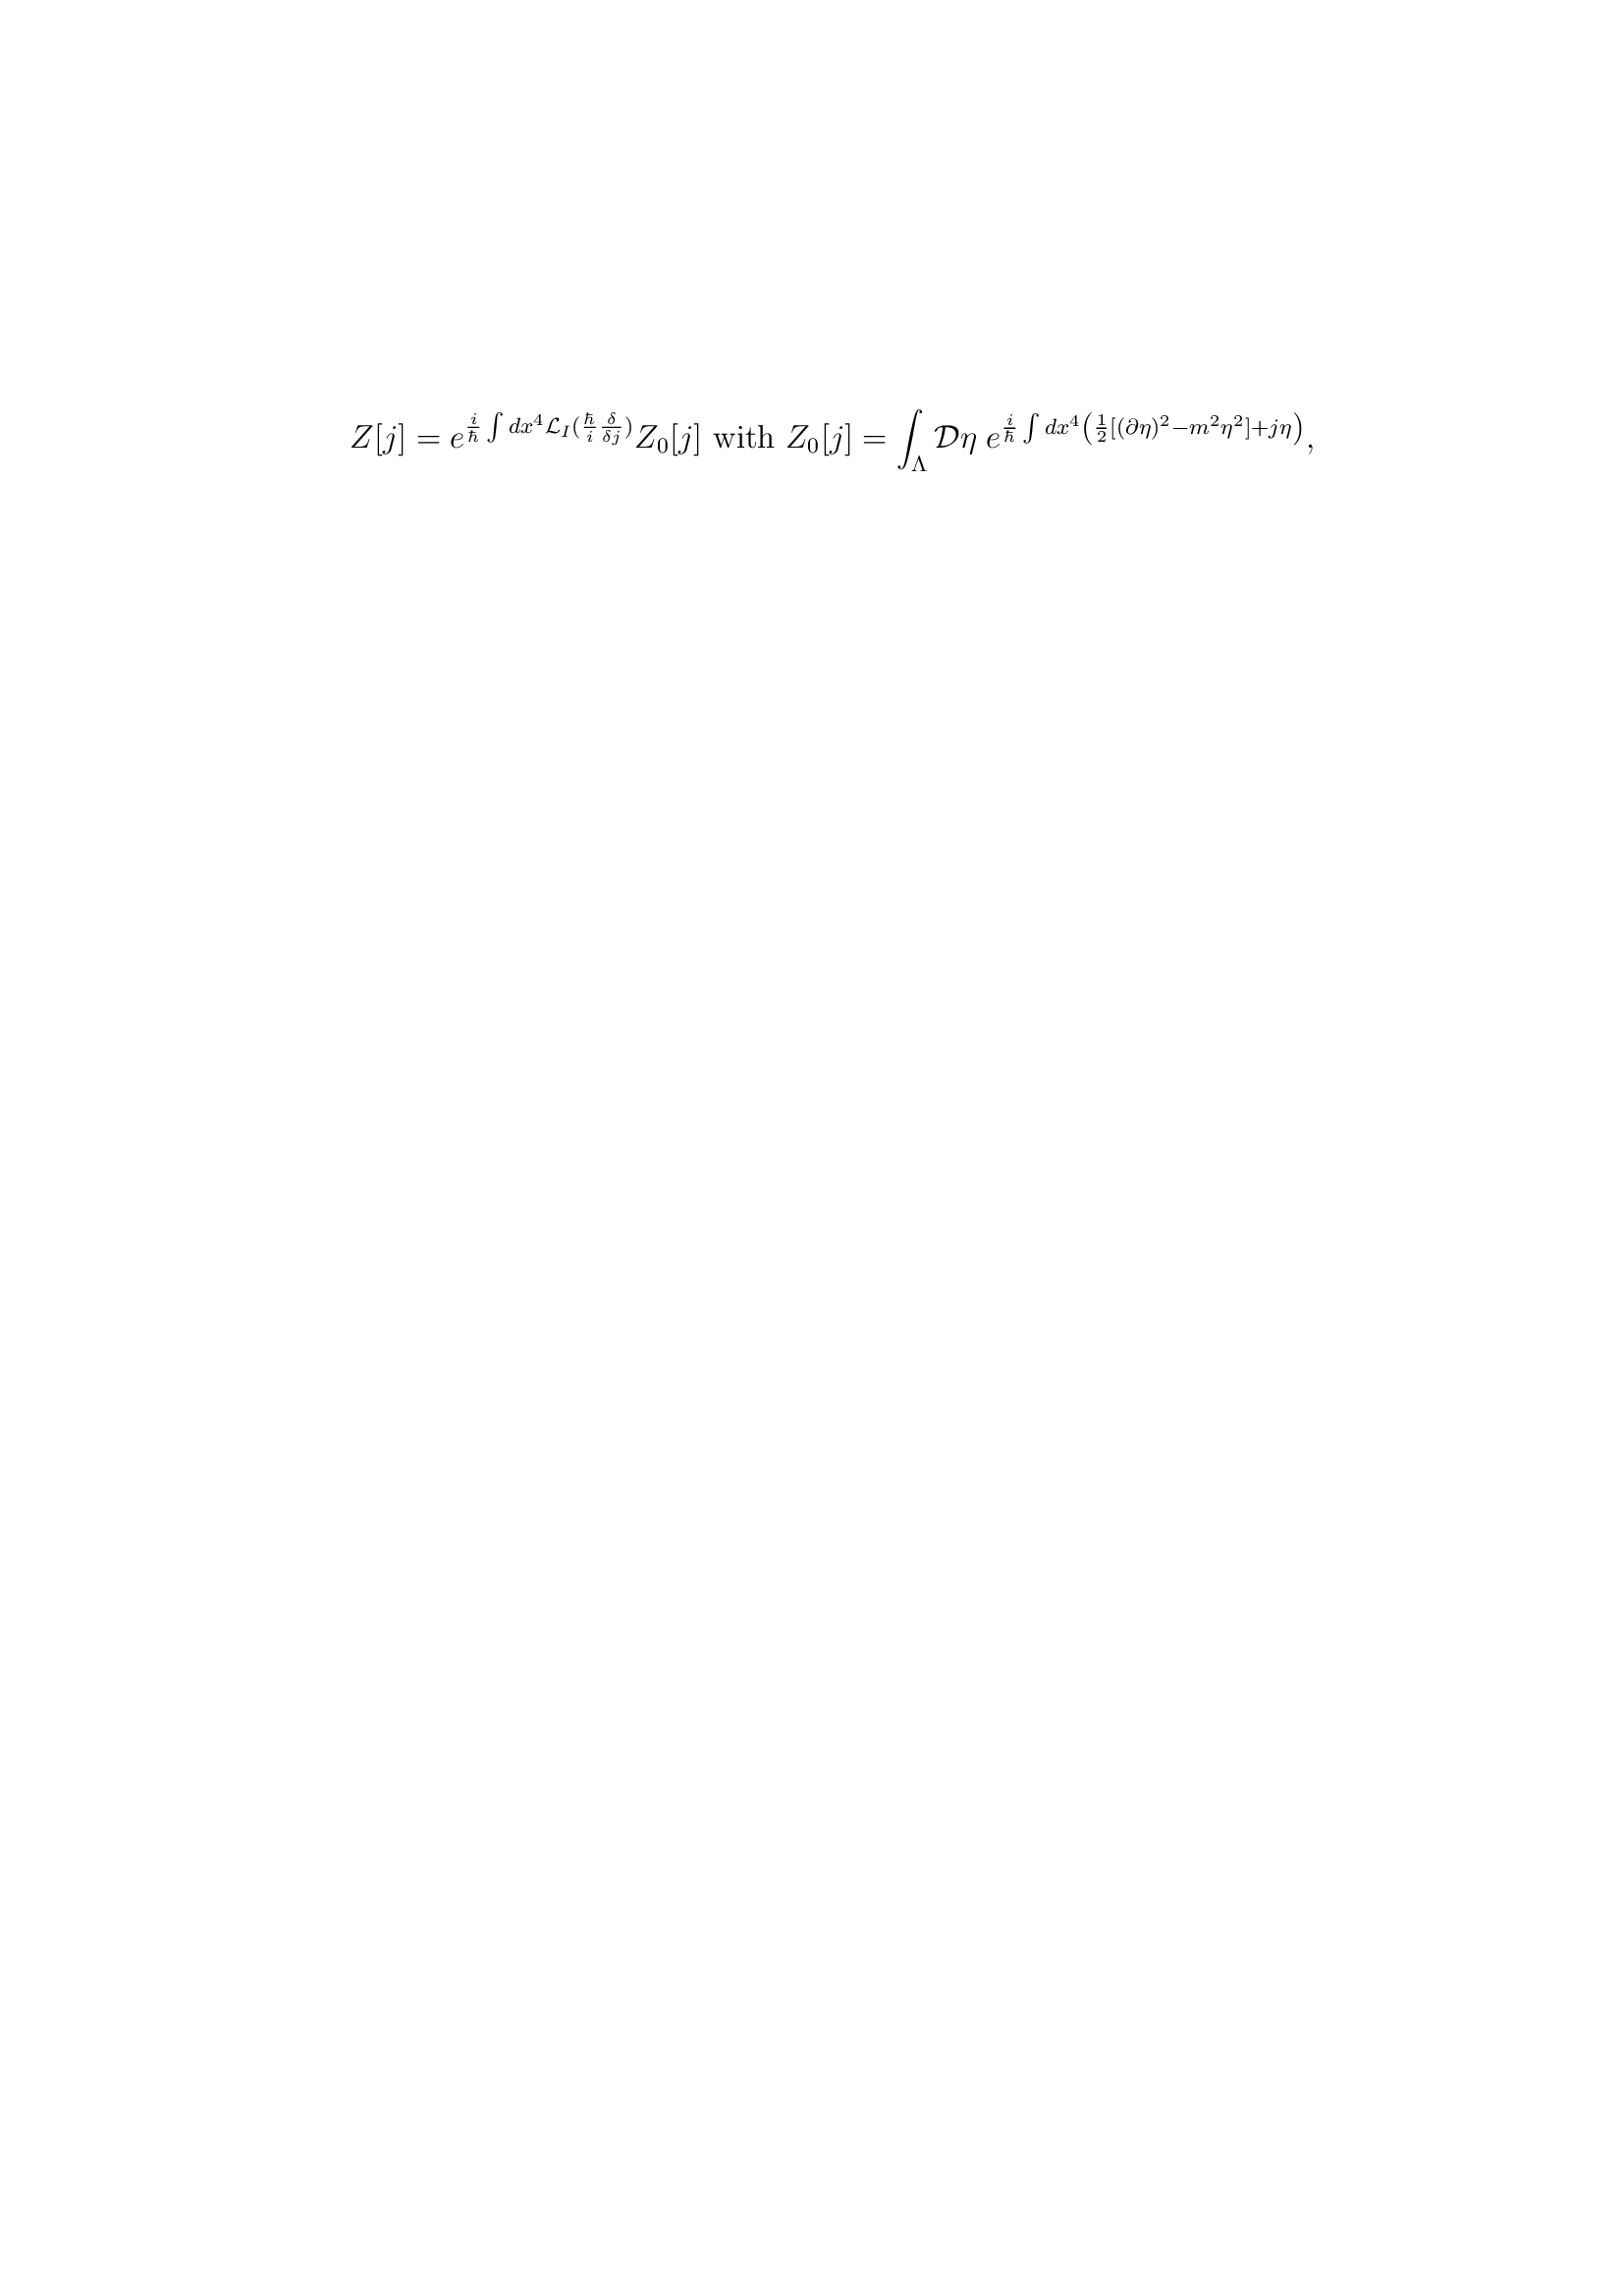 $Z[j] = e^{\frac{i}{\hbar}\int dx^4 \mathcal{L}_I(\frac{\hbar}{i}\frac{\delta}{\delta j})} Z_0[j] \text{ with } Z_0[j] = \int_\Lambda \mathcal{D}\eta \; e^{\frac{i}{\hbar}\int dx^4 \left(\frac{1}{2}[(\partial\eta)^2 - m^2\eta^2] + j\eta\right)},$